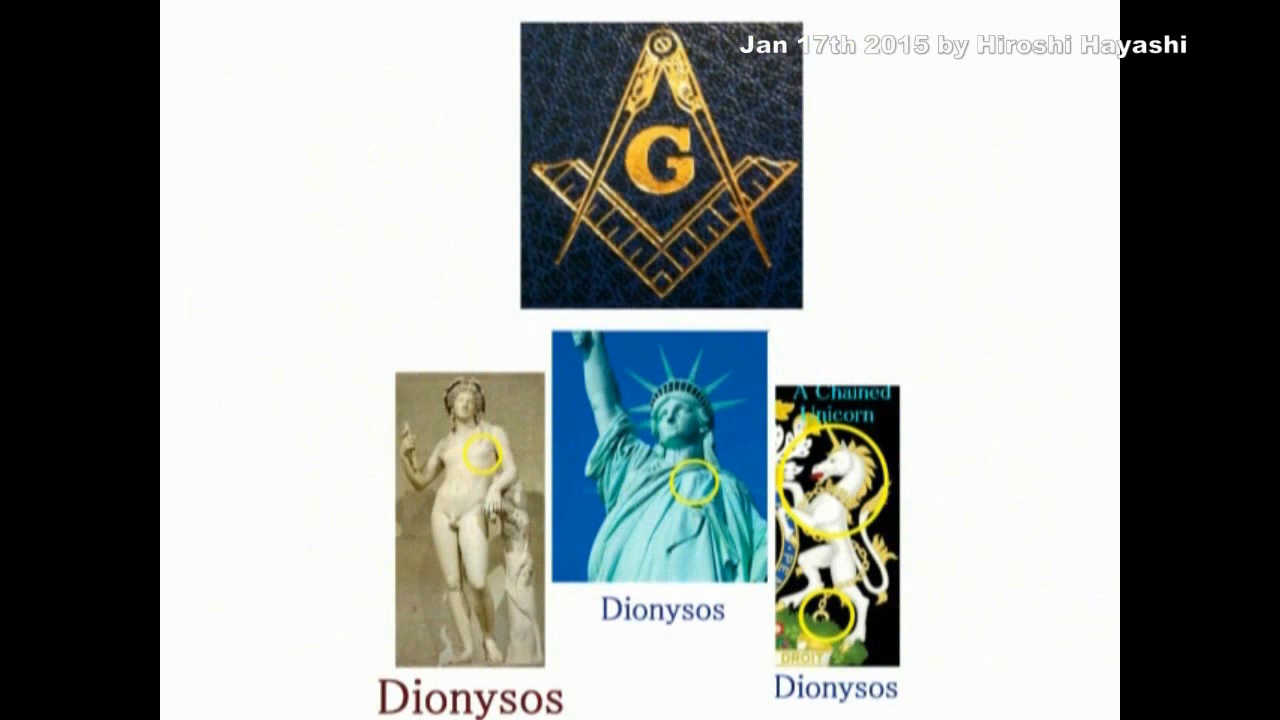 Jan 17th 2015 by Hiroshi Hayashi
G
A Chained
Unicorn
DROIT
Dionysos
Dionysos
Dionysos